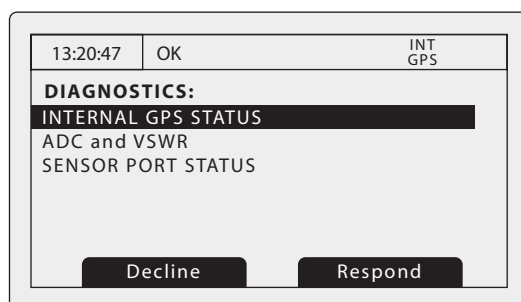 13:20:47 OK INT
GPS
DIAGNOSTICS:
INTERNAL GPS STATUS
ADC and VSWR
SENSOR PORT STATUS
Decline Respond